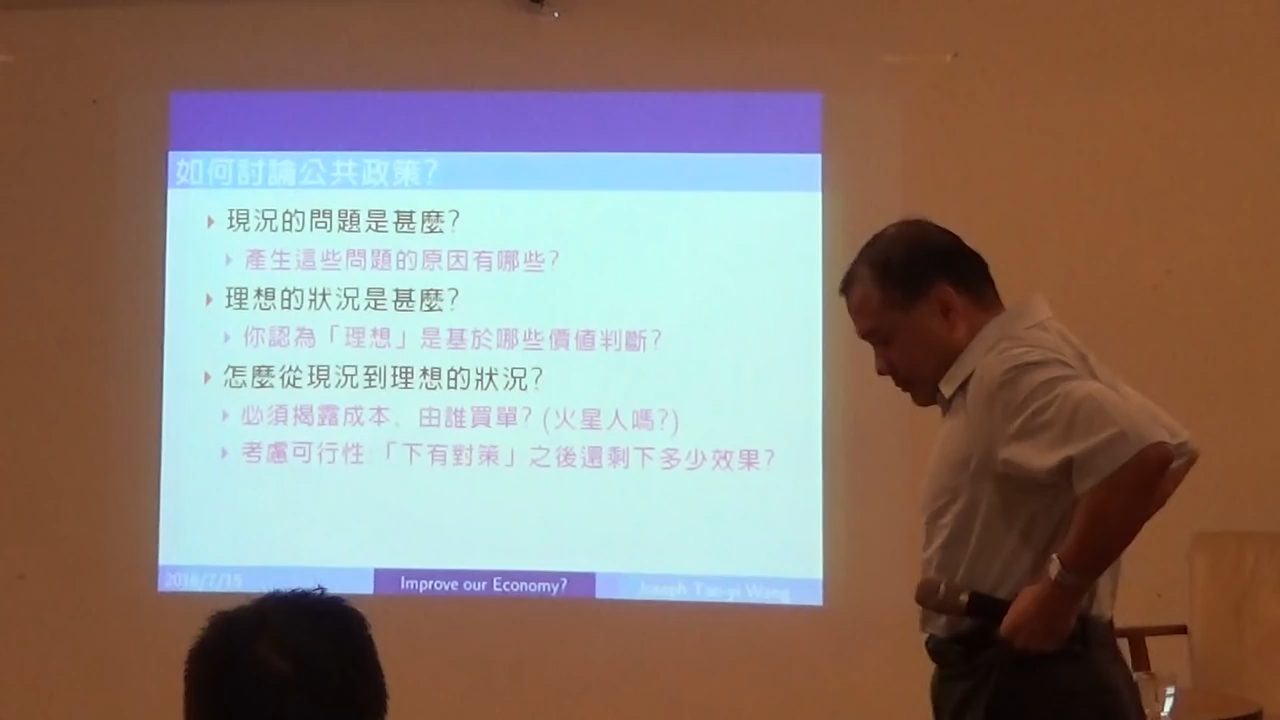 如何討論公共政策?
現況的問題是甚麼?
產生這些問題的原因有哪些?
理想的狀況是甚麼?
你認為「理想」是基於哪些價值判斷?
怎麼從現況到理想的狀況?
必須揭露成本，由誰買單? (火星人嗎?)
考慮可行性 「下有對策」之後還剩下多少效果?
2016/7/15
Improve our Economy?
Joseph Tao-yi Wang